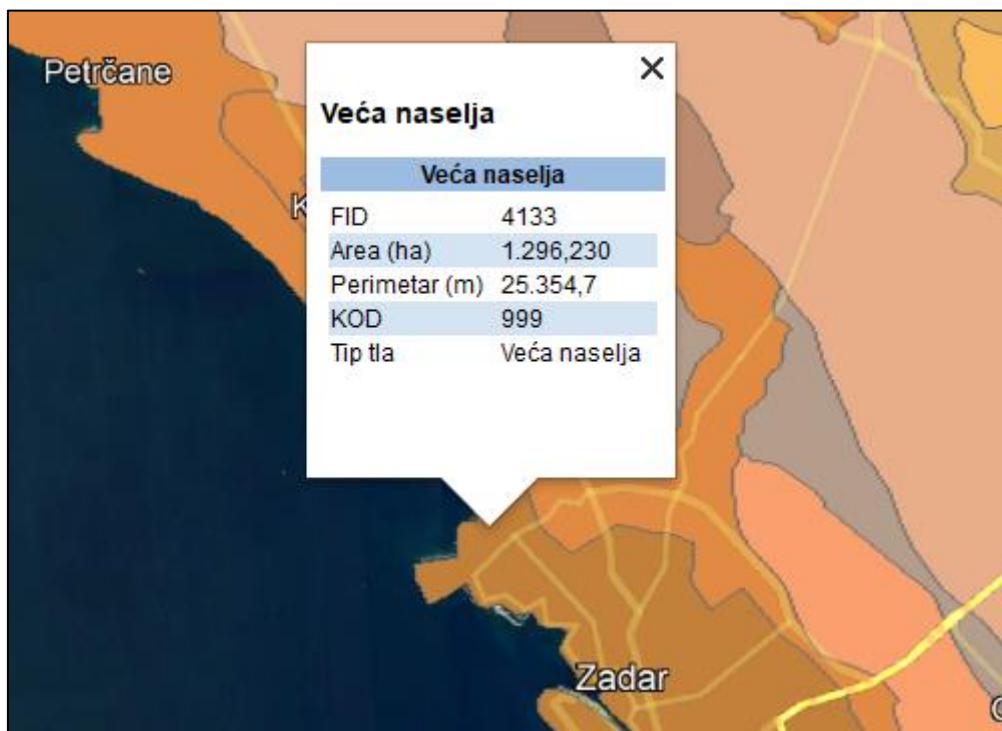 Petrčane
Veća naselja
Veća naselja
FID 4133
Area (ha) 1.296,230
Perimetar (m) 25.354,7
KOD 999
Tip tla Veća naselja
Zadar